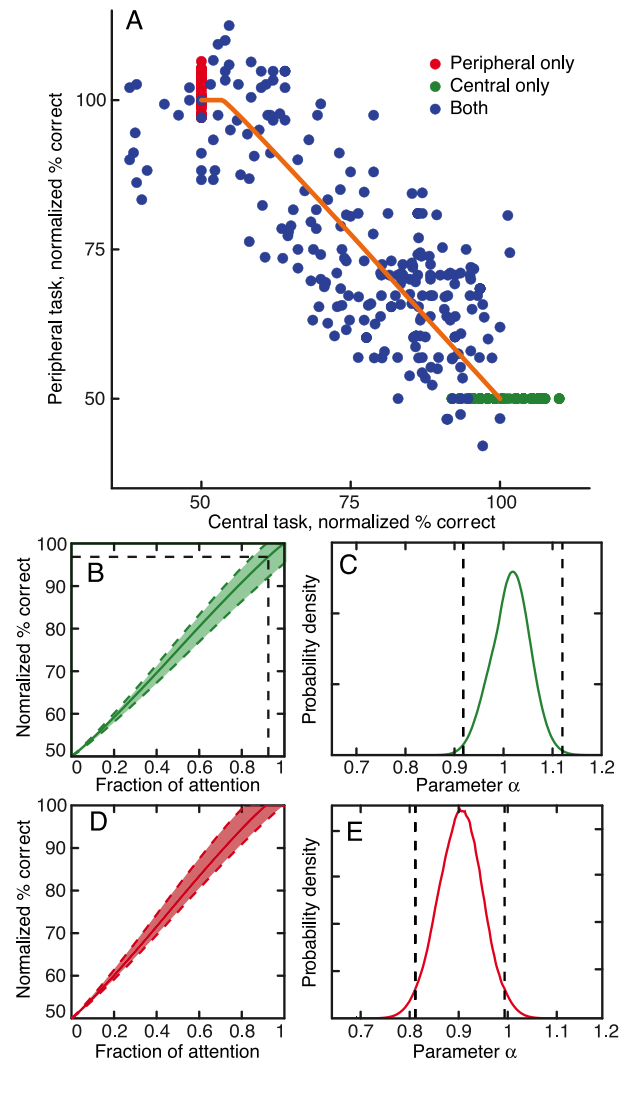 A
Peripheral only
Central only
Both
Peripheral task, normalized % correct
100
75
50
50
75
100
Central task, normalized % correct
B
Nomralized % correct
100
90
80
70
60
50
0
0.2
0.4
0.6
0.8
1
Fraction of attention
C
Probability density
0.7
0.8
0.9
1
1.1
1.2
Parameter α
D
Normalized % correct
100
90
80
70
60
50
0
0.2
0.4
0.6
0.8
1
Fraction of attention
E
Probability density
0.7
0.8
0.9
1
1.1
1.2
Parameter α